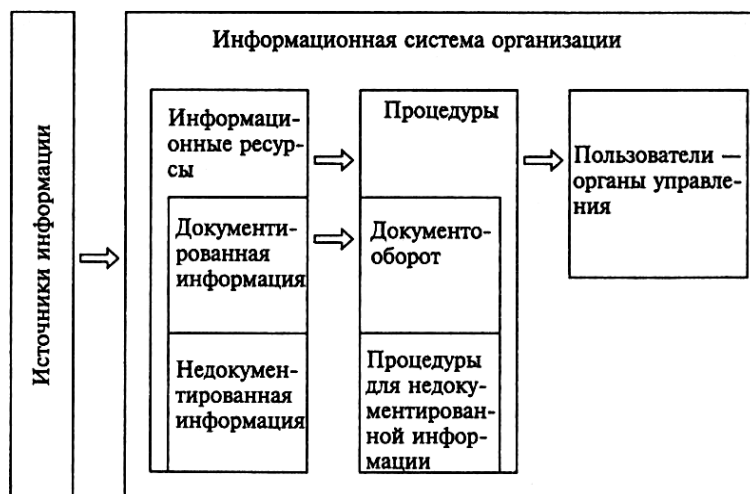 Источники информации
Информационная система организации
Информаци-
онные ресур-
сы
Документи-
рованная
информация
Недокумен-
тированная
информация
Процедуры
Документо-
оборот
Процедуры
для недоку-
ментирован-
ной инфор-
мации
Пользователи —
органы управле-
ния